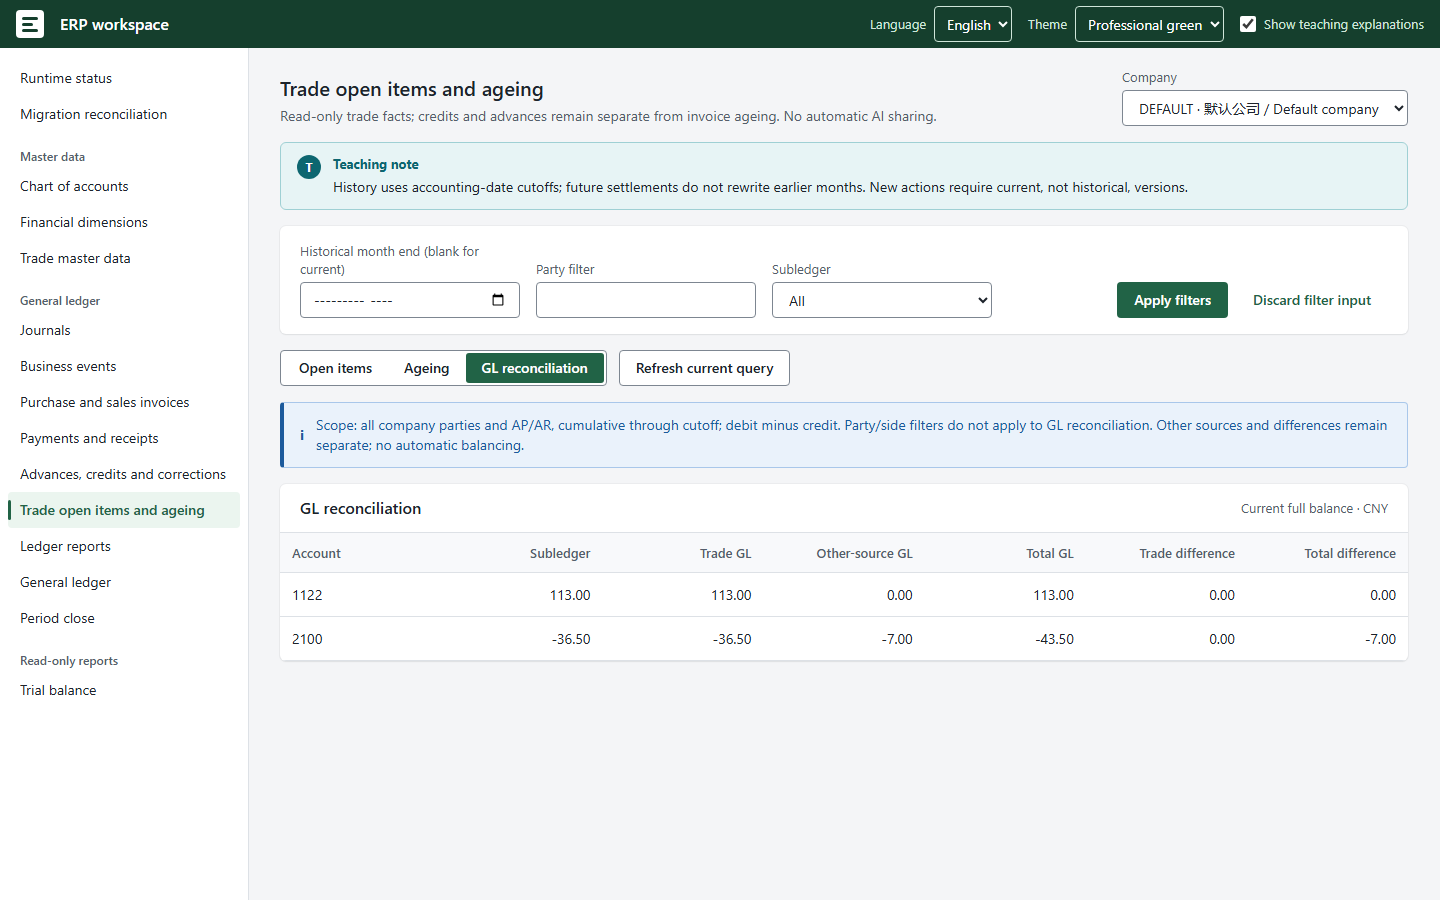 ERP workspace
Language
English
Theme
Professional green
Show teaching explanations
Runtime status
Migration reconciliation
Master data
Chart of accounts
Financial dimensions
Trade master data
General ledger
Journals
Business events
Purchase and sales invoices
Payments and receipts
Advances, credits and corrections
Trade open items and ageing
Ledger reports
General ledger
Period close
Read-only reports
Trial balance
Trade open items and ageing
Read-only trade facts; credits and advances remain separate from invoice ageing. No automatic AI sharing.
Company
DEFAULT · 默认公司 / Default company
T
Teaching note
History uses accounting-date cutoffs; future settlements do not rewrite earlier months. New actions require current, not historical, versions.
Historical month end (blank for
current)
--------- ----
Party filter
Subledger
All
Apply filters
Discard filter input
Open items
Ageing
GL reconciliation
Refresh current query
i
Scope: all company parties and AP/AR, cumulative through cutoff; debit minus credit. Party/side filters do not apply to GL reconciliation. Other sources and differences remain
separate; no automatic balancing.
GL reconciliation
Current full balance · CNY
Account Subledger Trade GL Other-source GL Total GL Trade difference Total difference
1122 113.00 113.00 0.00 113.00 0.00 0.00
2100 -36.50 -36.50 -7.00 -43.50 0.00 -7.00